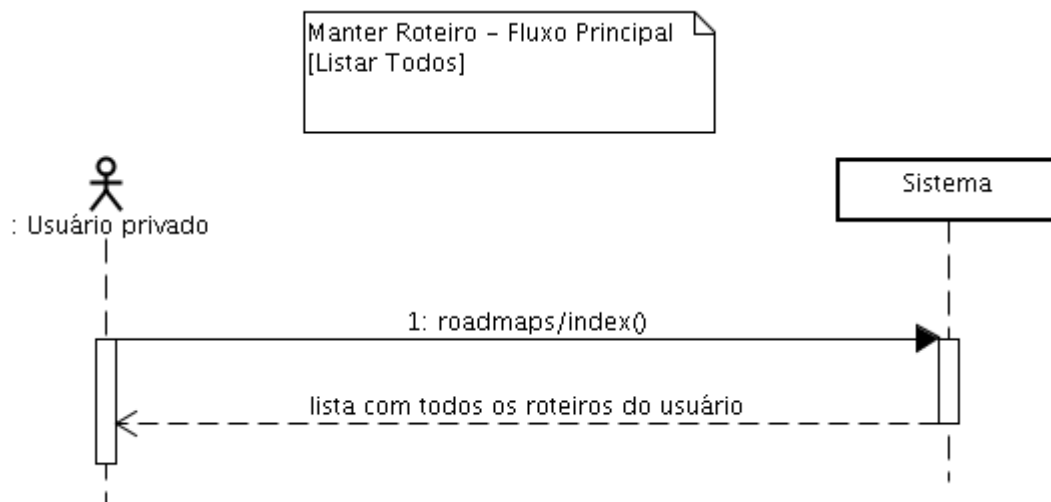 Manter Roteiro – Fluxo Principal
[Listar Todos]
Sistema
: Usuário privado
1: roadmaps/index()
lista com todos os roteiros do usuário